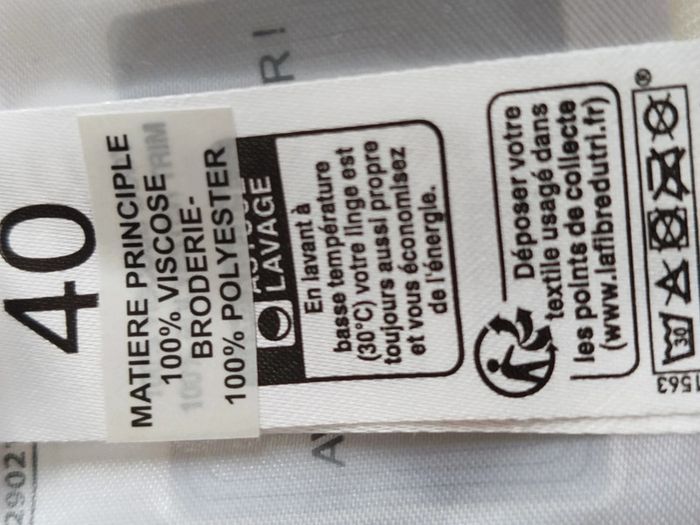 40
MATIERE PRINCIPLE
100% VISCOSE
BRODERIE-
100% POLYESTER
LAVAGE
En lavant à
basse température
(30°C) votre linge est
toujours aussi propre
et vous économisez
de l'énergie.
Déposer votre
textile usagé dans
les points de collecte
(www.lafibredutri.fr)
30
®
1563
2902
R!